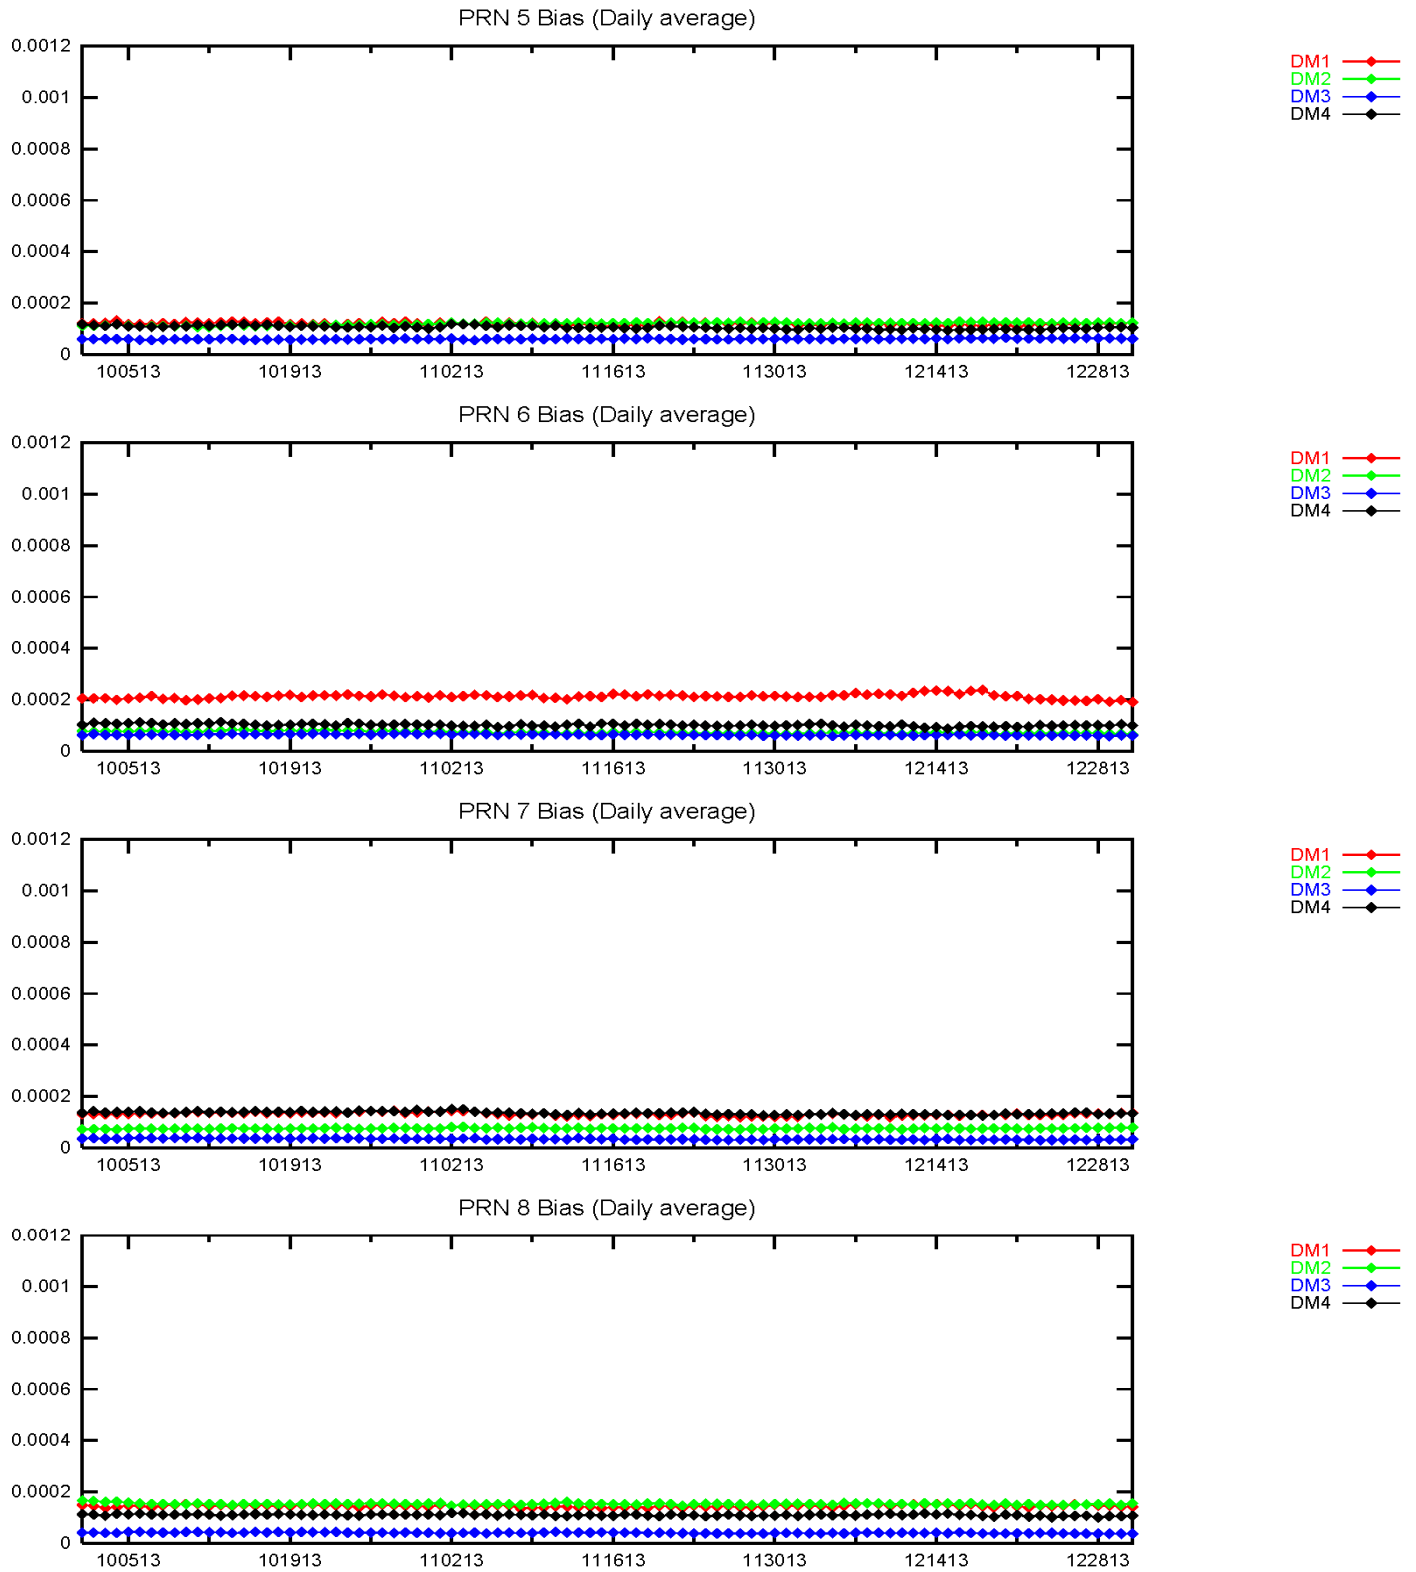 PRN 5 Bias (Daily average)
0.0012
0.001
0.0008
0.0006
0.0004
0.0002
0
100513 101913 110213 111613 113013 121413 122813
DM1
DM2
DM3
DM4
PRN 6 Bias (Daily average)
0.0012
0.001
0.0008
0.0006
0.0004
0.0002
0
100513 101913 110213 111613 113013 121413 122813
DM1
DM2
DM3
DM4
PRN 7 Bias (Daily average)
0.0012
0.001
0.0008
0.0006
0.0004
0.0002
0
100513 101913 110213 111613 113013 121413 122813
DM1
DM2
DM3
DM4
PRN 8 Bias (Daily average)
0.0012
0.001
0.0008
0.0006
0.0004
0.0002
0
100513 101913 110213 111613 113013 121413 122813
DM1
DM2
DM3
DM4